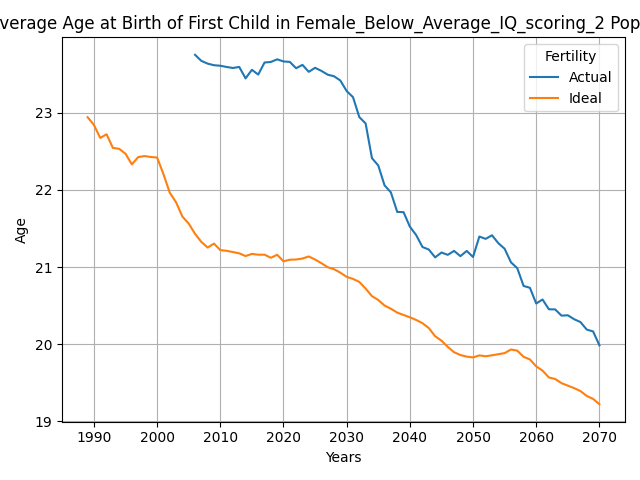 verage Age at Birth of First Child in Female_Below_Average_IQ_scoring_2 Pop
Fertility
Actual
Ideal
23
22
21
20
19
Age
1990 2000 2010 2020 2030 2040 2050 2060 2070
Years